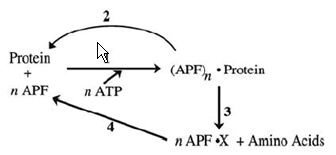 2
Protein
+
n APF
n ATP
(APF)n • Protein
3
4
n APF •X + Amino Acids